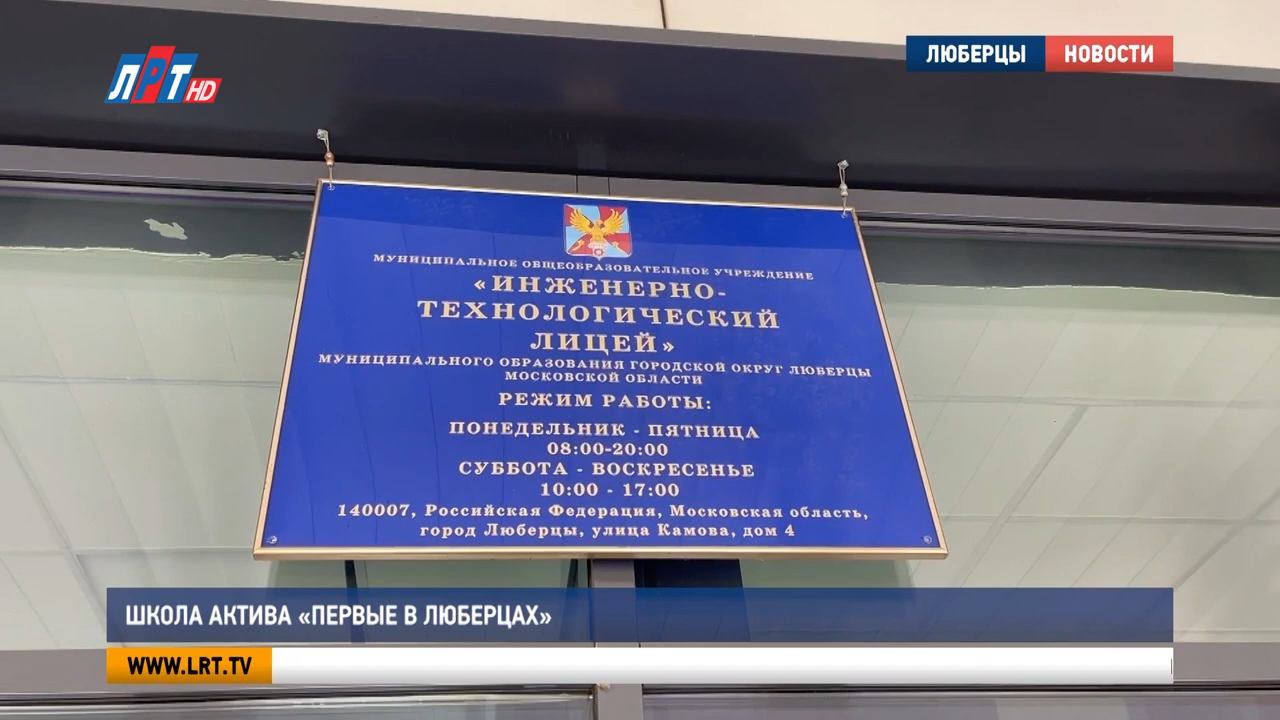 ЛРТ HD
ЛЮБЕРЦЫ НОВОСТИ
МУНИЦИПАЛЬНОЕ ОБЩЕОБРАЗОВАТЕЛЬНОЕ УЧРЕЖДЕНИЕ
«ИНЖЕНЕРНО-
ТЕХНОЛОГИЧЕСКИЙ
ЛИЦЕЙ»
МУНИЦИПАЛЬНОГО ОБРАЗОВАНИЯ ГОРОДСКОЙ ОКРУГ ЛЮБЕРЦЫ
МОСКОВСКОЙ ОБЛАСТИ
РЕЖИМ РАБОТЫ:
ПОНЕДЕЛЬНИК - ПЯТНИЦА
08:00-20:00
СУББОТА - ВОСКРЕСЕНЬЕ
10:00 - 17:00
140007, Российская Федерация, Московская область,
город Люберцы, улица Камова, дом 4
ШКОЛА АКТИВА «ПЕРВЫЕ В ЛЮБЕРЦАХ»
WWW.LRT.TV